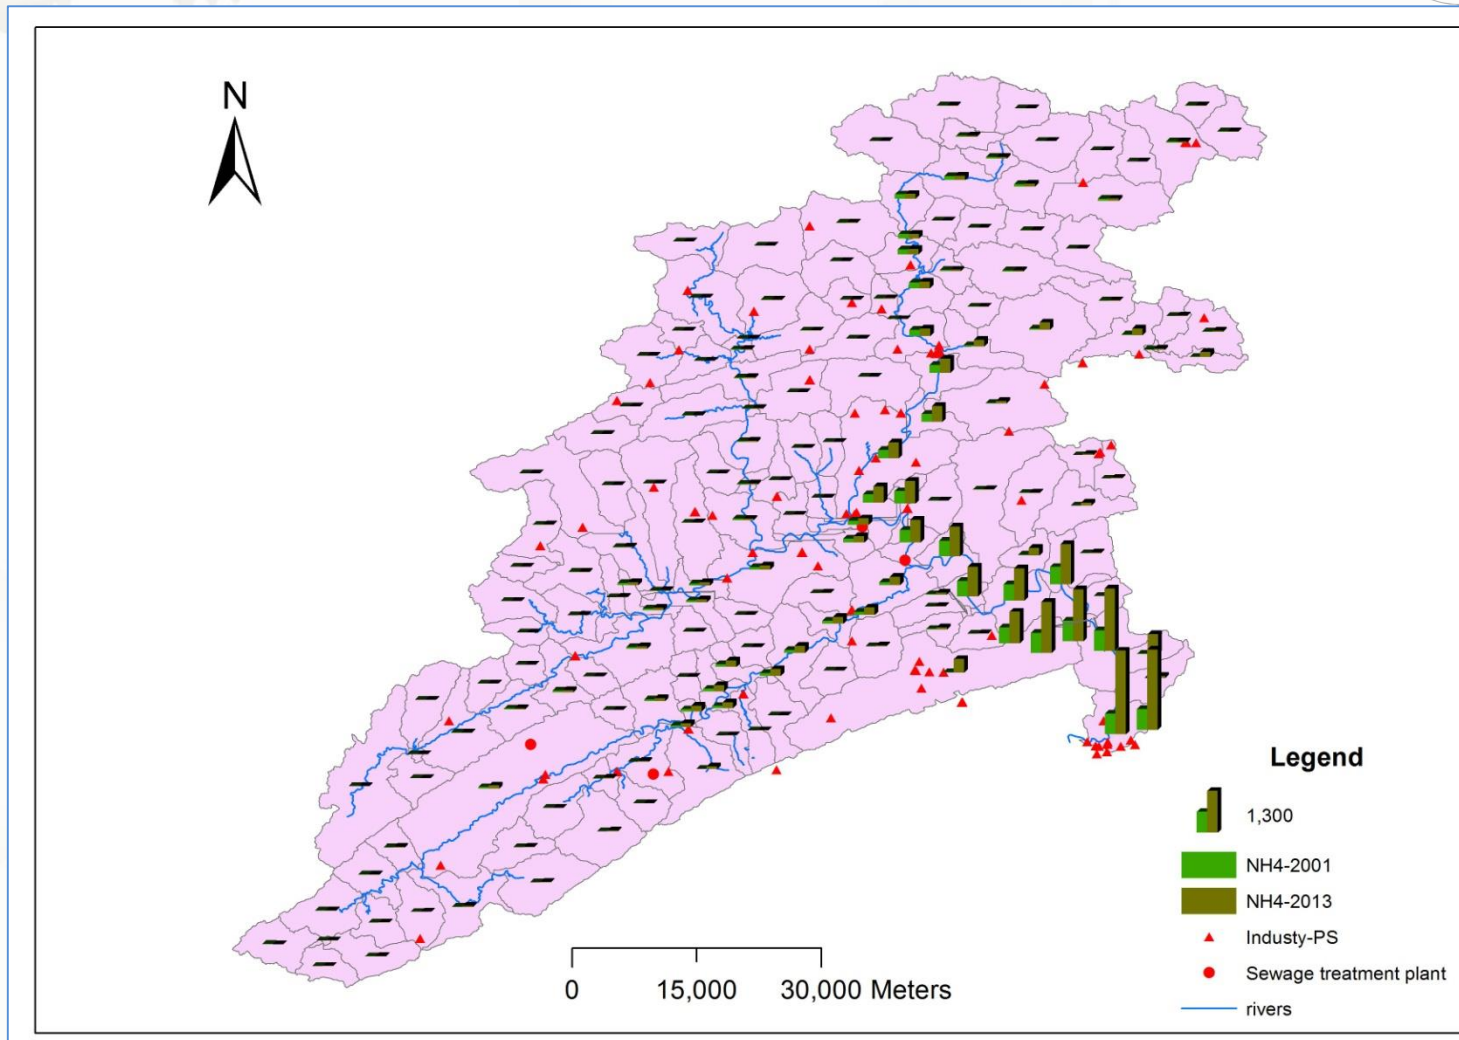 N
Legend
1,300
NH4-2001
NH4-2013
Industy-PS
Sewage treatment plant
rivers
0 15,000 30,000 Meters